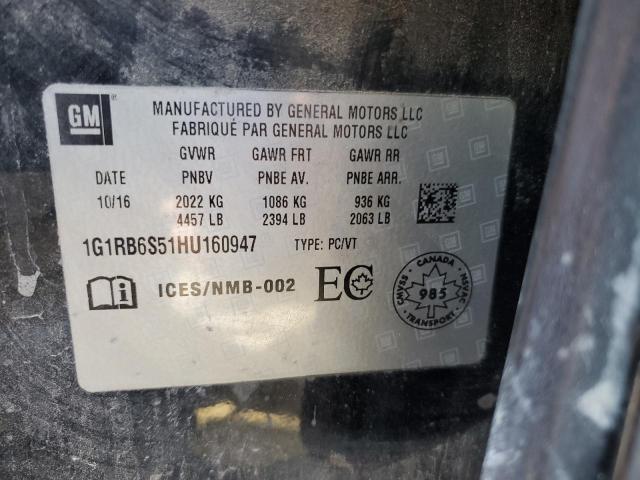 GM ®
MANUFACTURED BY GENERAL MOTORS LLC
FABRIQUÉ PAR GENERAL MOTORS LLC
GVWR GAWR FRT GAWR RR
DATE PNBV PNBE AV. PNBE ARR.
10/16 2022 KG 1086 KG 936 KG
4457 LB 2394 LB 2063 LB
1G1RB6S51HU160947 TYPE: PC/VT
ICES/NMB-002 EC
CANADA
CMVSS NSVAC
985
TRANSPORT